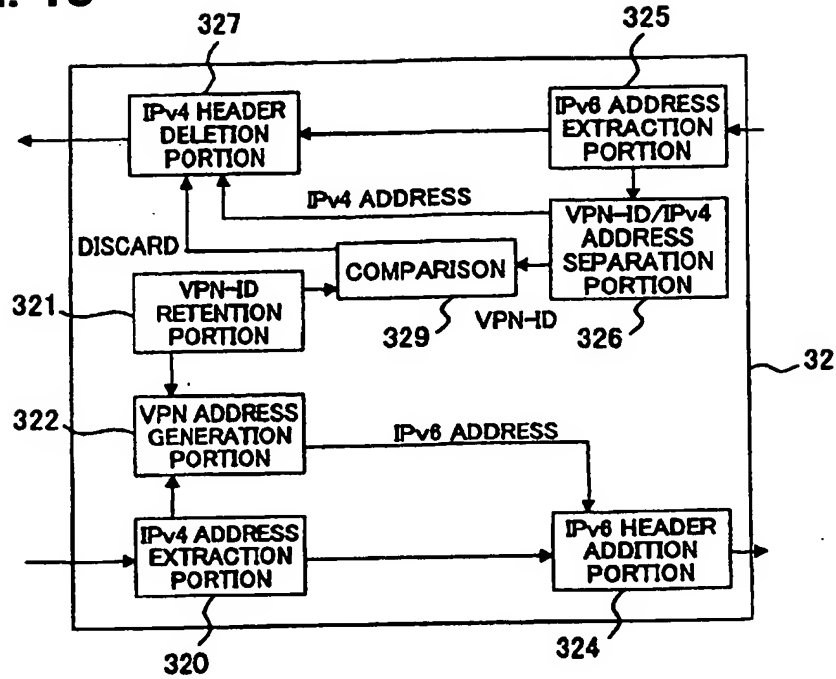 327
325
IPv4 HEADER
DELETION
PORTION
IPv6 ADDRESS
EXTRACTION
PORTION
IPv4 ADDRESS
VPN-ID/IPv4
ADDRESS
SEPARATION
PORTION
DISCARD
COMPARISON
321
VPN-ID
RETENTION
PORTION
329
VPN-ID
326
32
322
VPN ADDRESS
GENERATION
PORTION
IPv6 ADDRESS
IPv4 ADDRESS
EXTRACTION
PORTION
IPv6 HEADER
ADDITION
PORTION
320
324